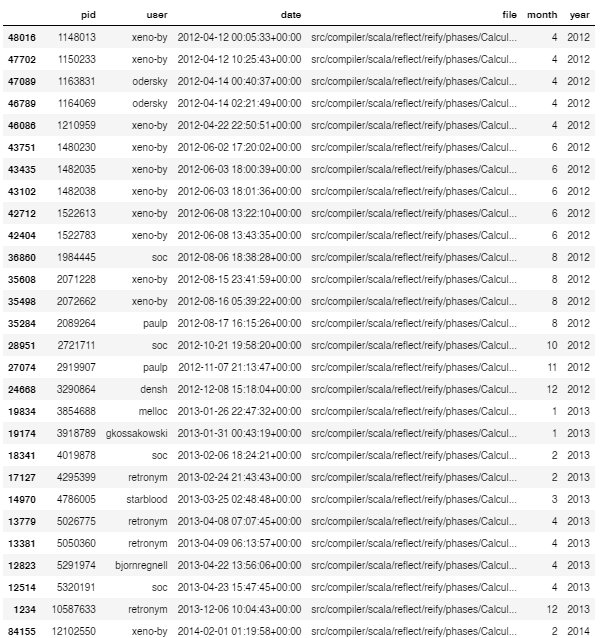 pid user date file month year
48016 1148013 xeno-by 2012-04-12 00:05:33+00:00 src/compiler/scala/reflect/reify/phases/Calcul... 4 2012
47702 1150233 xeno-by 2012-04-12 10:25:43+00:00 src/compiler/scala/reflect/reify/phases/Calcul... 4 2012
47089 1163831 odersky 2012-04-14 00:40:37+00:00 src/compiler/scala/reflect/reify/phases/Calcul... 4 2012
46789 1164069 odersky 2012-04-14 02:21:49+00:00 src/compiler/scala/reflect/reify/phases/Calcul... 4 2012
46086 1210959 xeno-by 2012-04-22 22:50:51+00:00 src/compiler/scala/reflect/reify/phases/Calcul... 4 2012
43751 1480230 xeno-by 2012-06-02 17:20:02+00:00 src/compiler/scala/reflect/reify/phases/Calcul... 6 2012
43435 1482035 xeno-by 2012-06-03 18:00:39+00:00 src/compiler/scala/reflect/reify/phases/Calcul... 6 2012
43102 1482038 xeno-by 2012-06-03 18:01:36+00:00 src/compiler/scala/reflect/reify/phases/Calcul... 6 2012
42712 1522613 xeno-by 2012-06-08 13:22:10+00:00 src/compiler/scala/reflect/reify/phases/Calcul... 6 2012
42404 1522783 xeno-by 2012-06-08 13:43:35+00:00 src/compiler/scala/reflect/reify/phases/Calcul... 6 2012
36860 1984445 soc 2012-08-06 18:38:28+00:00 src/compiler/scala/reflect/reify/phases/Calcul... 8 2012
35608 2071228 xeno-by 2012-08-15 23:41:59+00:00 src/compiler/scala/reflect/reify/phases/Calcul... 8 2012
35498 2072662 xeno-by 2012-08-16 05:39:22+00:00 src/compiler/scala/reflect/reify/phases/Calcul... 8 2012
35284 2089264 paulp 2012-08-17 16:15:26+00:00 src/compiler/scala/reflect/reify/phases/Calcul... 8 2012
28951 2721711 soc 2012-10-21 19:58:20+00:00 src/compiler/scala/reflect/reify/phases/Calcul... 10 2012
27074 2919907 paulp 2012-11-07 21:13:47+00:00 src/compiler/scala/reflect/reify/phases/Calcul... 11 2012
24668 3290864 densh 2012-12-08 15:18:04+00:00 src/compiler/scala/reflect/reify/phases/Calcul... 12 2012
19834 3854688 melloc 2013-01-26 22:47:32+00:00 src/compiler/scala/reflect/reify/phases/Calcul... 1 2013
19174 3918789 gkossakowski 2013-01-31 00:43:19+00:00 src/compiler/scala/reflect/reify/phases/Calcul... 1 2013
18341 4019878 soc 2013-02-06 18:24:21+00:00 src/compiler/scala/reflect/reify/phases/Calcul... 2 2013
17127 4295399 retronym 2013-02-24 21:43:43+00:00 src/compiler/scala/reflect/reify/phases/Calcul... 2 2013
14970 4786005 starblood 2013-03-25 02:48:48+00:00 src/compiler/scala/reflect/reify/phases/Calcul... 3 2013
13779 5026775 retronym 2013-04-08 07:07:45+00:00 src/compiler/scala/reflect/reify/phases/Calcul... 4 2013
13381 5050360 retronym 2013-04-09 06:13:57+00:00 src/compiler/scala/reflect/reify/phases/Calcul... 4 2013
12823 5291974 bjornregnell 2013-04-22 13:56:06+00:00 src/compiler/scala/reflect/reify/phases/Calcul... 4 2013
12514 5320191 soc 2013-04-23 15:47:45+00:00 src/compiler/scala/reflect/reify/phases/Calcul... 4 2013
1234 10587633 retronym 2013-12-06 10:04:43+00:00 src/compiler/scala/reflect/reify/phases/Calcul... 12 2013
84155 12102550 xeno-by 2014-02-01 01:19:58+00:00 src/compiler/scala/reflect/reify/phases/Calcul... 2 2014